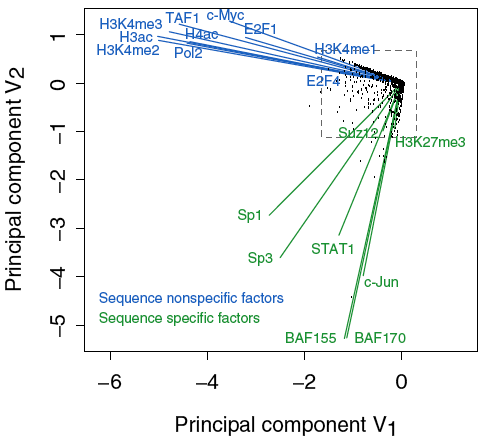 H3K4me3
TAF1
c-Myc
H3ac
H4ac
E2F1
H3K4me2
Pol2
H3K4me1
E2F4
Suz12
H3K27me3
Sp1
Sp3
STAT1
c-Jun
BAF155
BAF170
Sequence nonspecific factors
Sequence specific factors
1
0
−1
−2
−3
−4
−5
−6
−4
−2
0
Principal component V2
Principal component V1